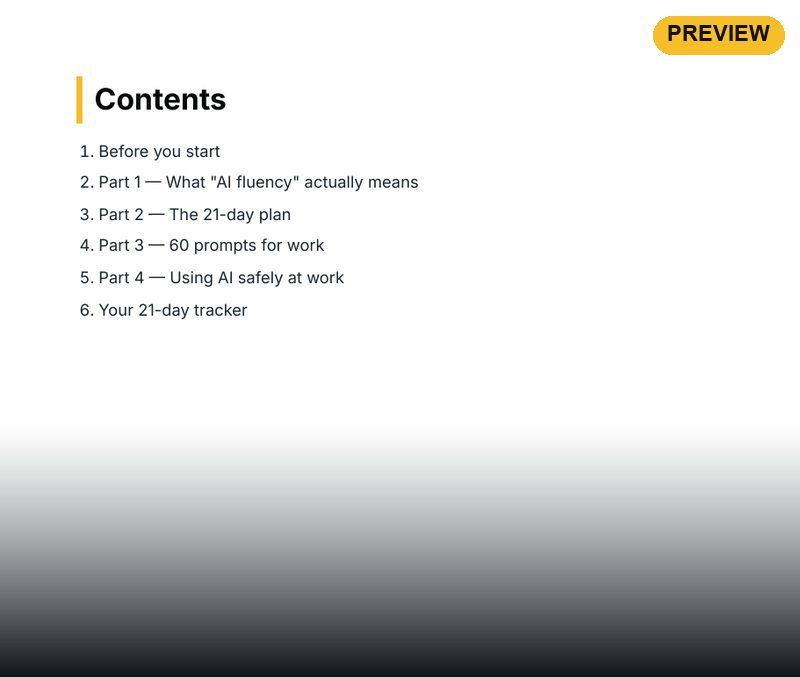 PREVIEW
Contents
1. Before you start
2. Part 1 — What "AI fluency" actually means
3. Part 2 — The 21-day plan
4. Part 3 — 60 prompts for work
5. Part 4 — Using AI safely at work
6. Your 21-day tracker